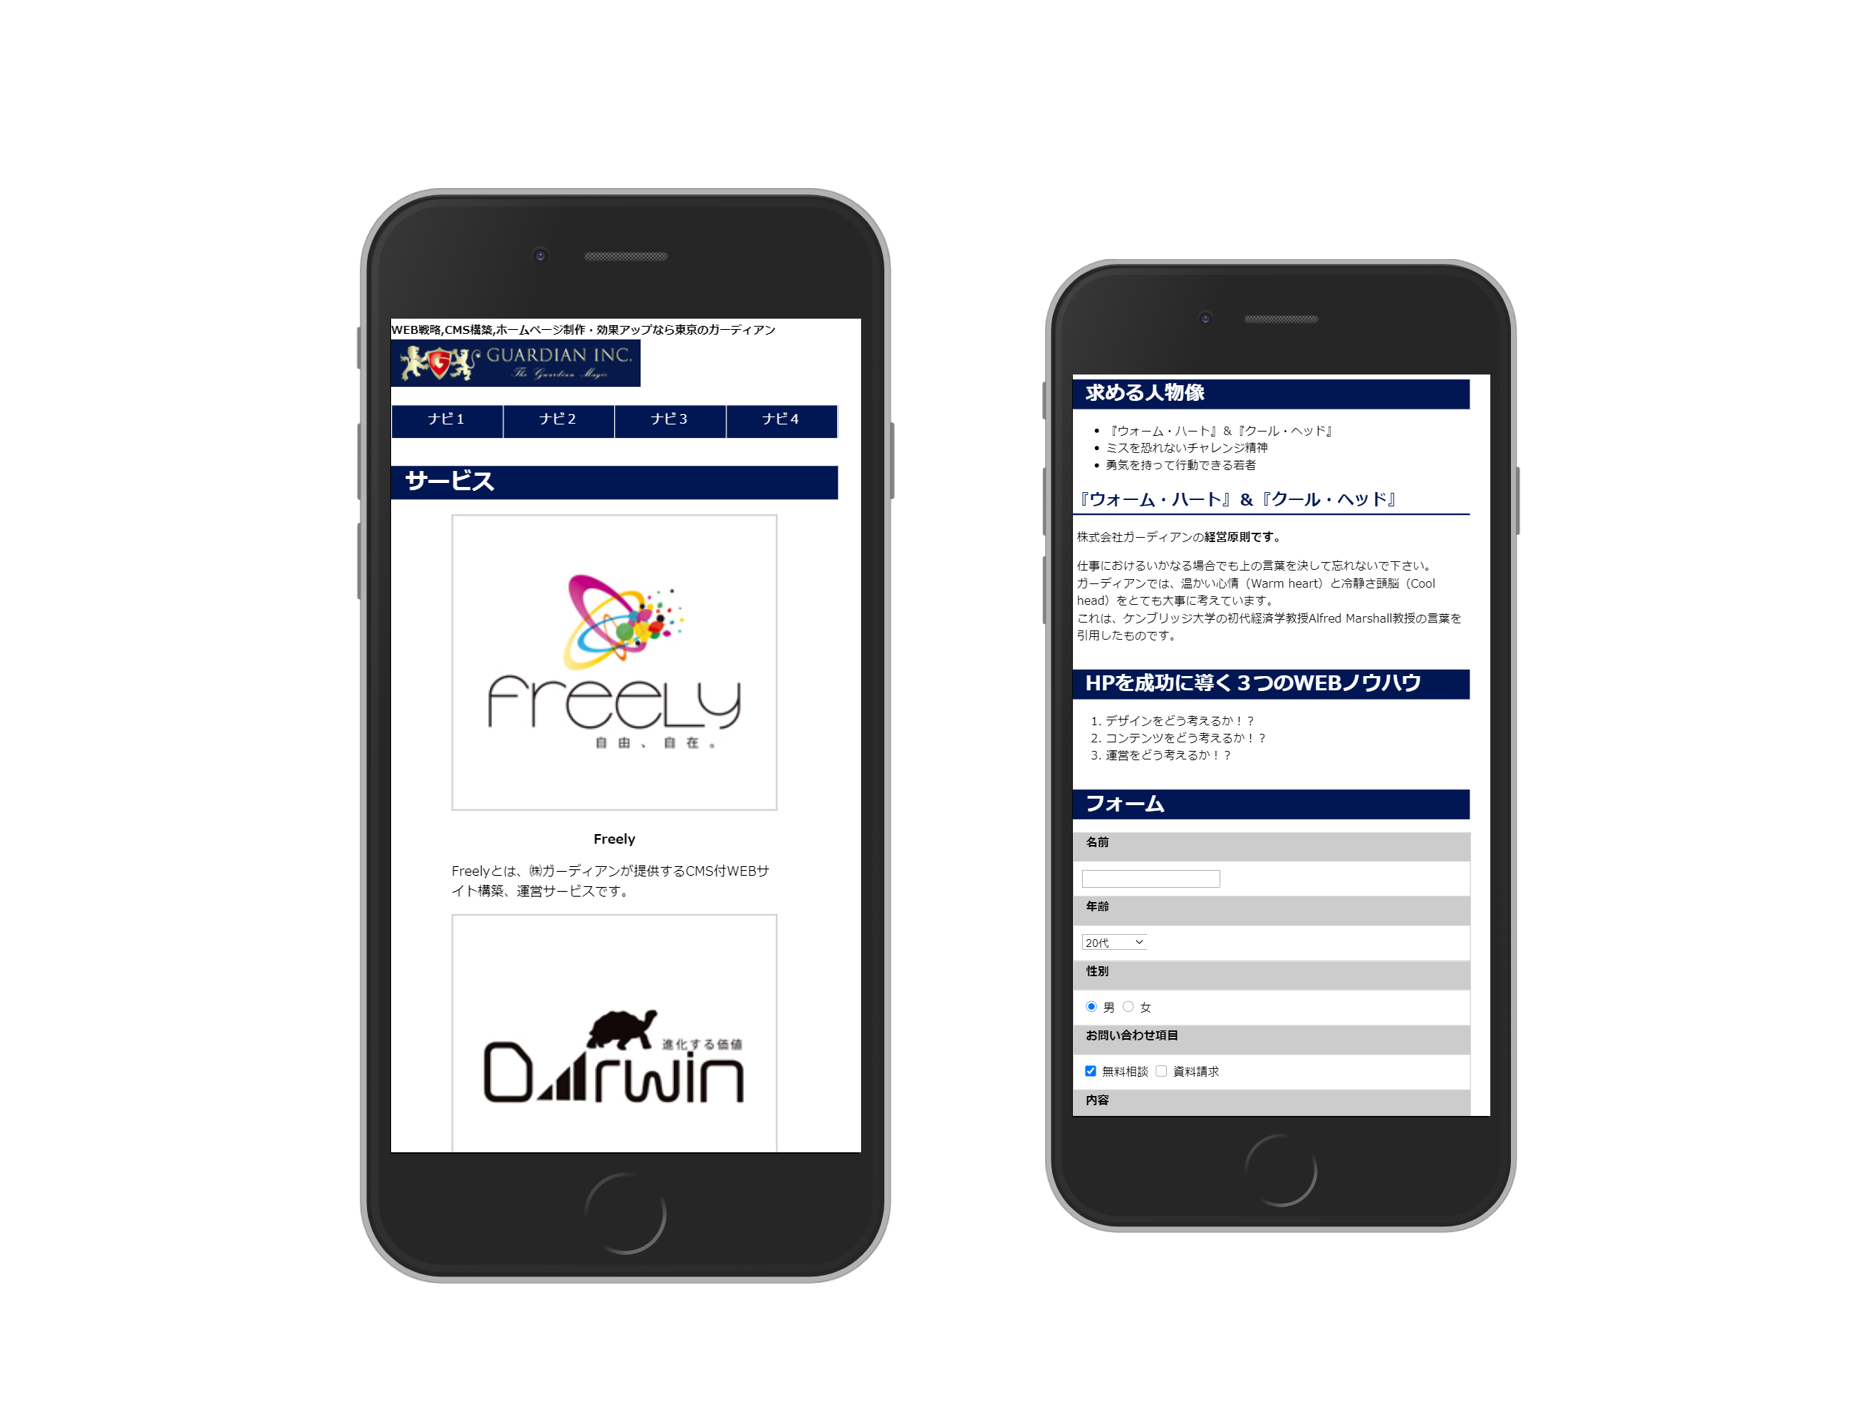 WEB戦略,CMS構築,ホームページ制作・効果アップなら東京のガーディアン
G GUARDIAN INC.
The Guardian Magic
ナビ１ ナビ２ ナビ３ ナビ４
サービス
freely
自由、自在。
Freely
Freelyとは、㈱ガーディアンが提供するCMS付WEBサ
イト構築、運営サービスです。
進化する価値
Darwin
求める人物像
• 『ウォーム・ハート』＆『クール・ヘッド』
• ミスを恐れないチャレンジ精神
• 勇気を持って行動できる若者
『ウォーム・ハート』＆『クール・ヘッド』
株式会社ガーディアンの経営原則です。
仕事におけるいかなる場合でも上の言葉を決して忘れないで下さい。
ガーディアンでは、温かい心情（Warm heart）と冷静さ頭脳（Cool
head）をとても大事に考えています。
これは、ケンブリッジ大学の初代経済学教授Alfred Marshall教授の言葉を
引用したものです。
HPを成功に導く３つのWEBノウハウ
1. デザインをどう考えるか！？
2. コンテンツをどう考えるか！？
3. 運営をどう考えるか！？
フォーム
名前
年齢
20代
性別
男 女
お問い合わせ項目
無料相談 資料請求
内容